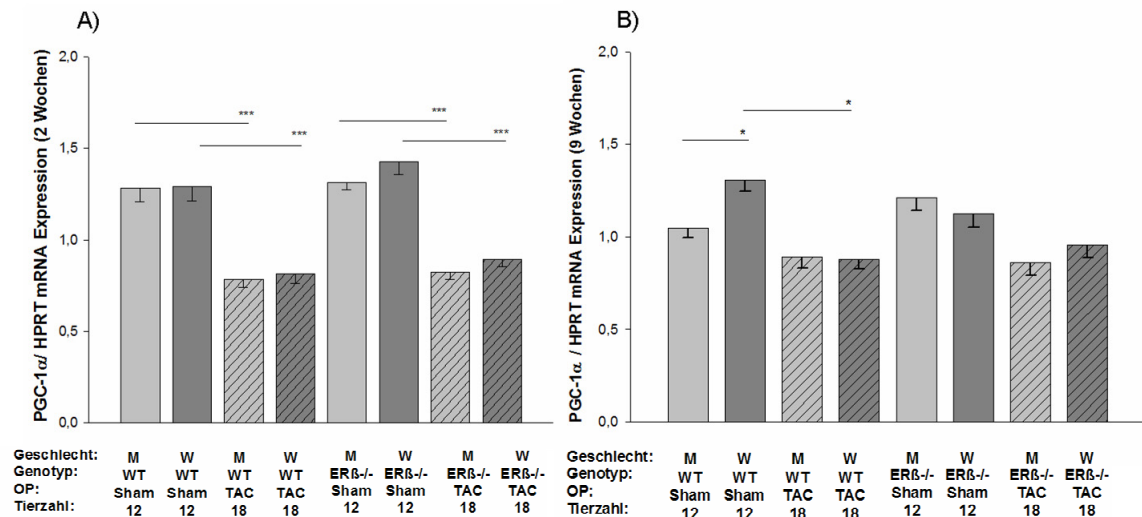 A)
PGC-1α/ HPRT mRNA Expression (2 Wochen)
2,0
1,5
1,0
0,5
0,0
***
***
***
***
Geschlecht: M W M W M W M W
Genotyp: WT WT WT WT ERß-/- ERß-/- ERß-/- ERß-/-
OP: Sham Sham TAC TAC Sham Sham TAC TAC
Tierzahl: 12 12 18 18 12 12 18 18
B)
PGC-1α / HPRT mRNA Expression (9 Wochen)
2,0
1,5
1,0
0,5
0,0
*
*
Geschlecht: M W M W M W M W
Genotyp: WT WT WT WT ERß-/- ERß-/- ERß-/- ERß-/-
OP: Sham Sham TAC TAC Sham Sham TAC TAC
Tierzahl: 12 12 18 18 12 12 18 18